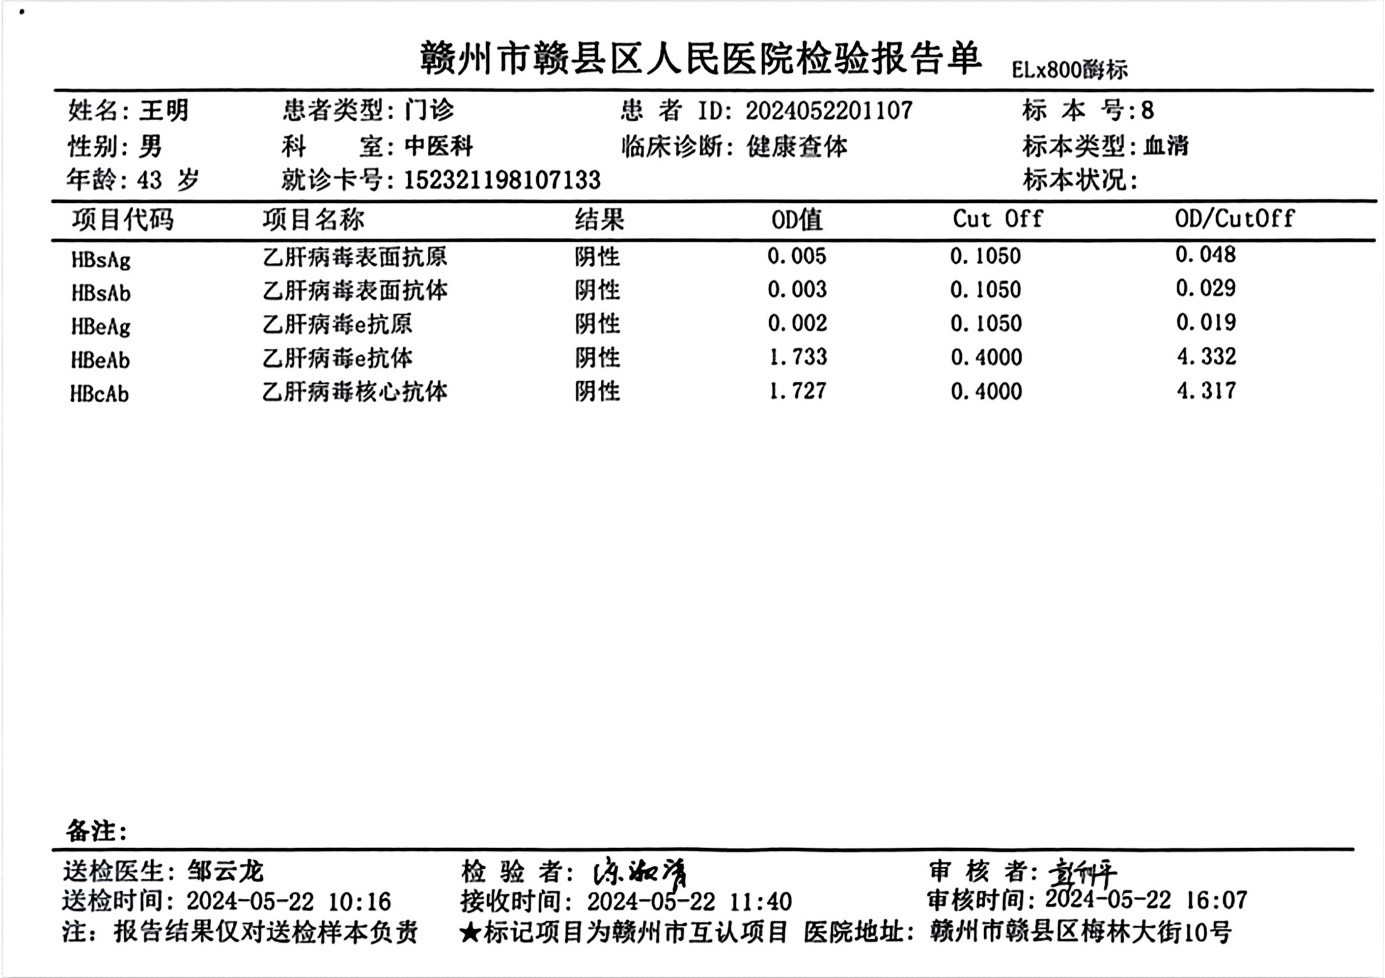 赣州市赣县区人民医院检验报告单 ELx800酶标
姓名: 王明 患者类型: 门诊 患 者 ID: 2024052201107 标 本 号: 8
性别: 男 科 室: 中医科 临床诊断: 健康查体 标本类型: 血清
年龄: 43 岁 就诊卡号: 152321198107133 标本状况:
项目代码 项目名称 结果 OD值 Cut Off OD/CutOff
HBsAg 乙肝病毒表面抗原 阴性 0.005 0.1050 0.048
HBsAb 乙肝病毒表面抗体 阴性 0.003 0.1050 0.029
HBeAg 乙肝病毒e抗原 阴性 0.002 0.1050 0.019
HBeAb 乙肝病毒e抗体 阴性 1.733 0.4000 4.332
HBcAb 乙肝病毒核心抗体 阴性 1.727 0.4000 4.317
备注:
送检医生: 邹云龙 检 验 者: 审 核 者:
送检时间: 2024-05-22 10:16 接收时间: 2024-05-22 11:40 审核时间: 2024-05-22 16:07
注: 报告结果仅对送检样本负责 ★标记项目为赣州市互认项目 医院地址: 赣州市赣县区梅林大街10号